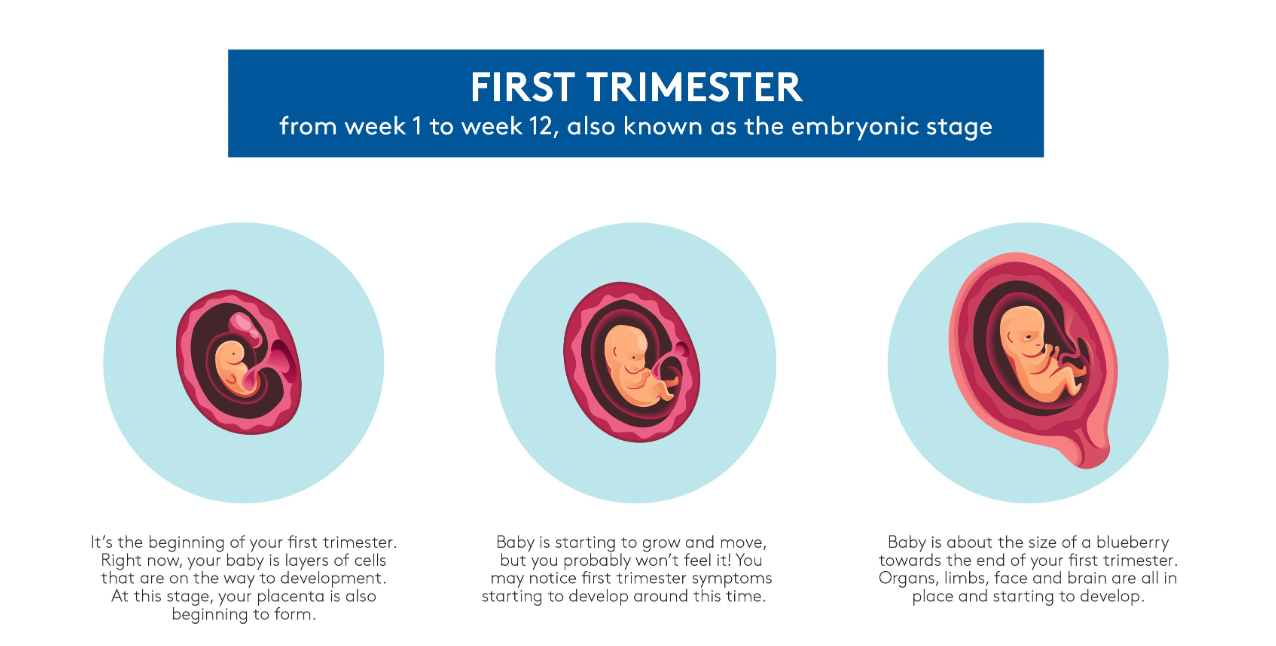 FIRST TRIMESTER
from week 1 to week 12, also known as the embryonic stage
It's the beginning of your first trimester.
Right now, your baby is layers of cells
that are on the way to development.
At this stage, your placenta is also
beginning to form.
Baby is starting to grow and move,
but you probably won't feel it! You
may notice first trimester symptoms
starting to develop around this time.
Baby is about the size of a blueberry
towards the end of your first trimester.
Organs, limbs, face and brain are all in
place and starting to develop.